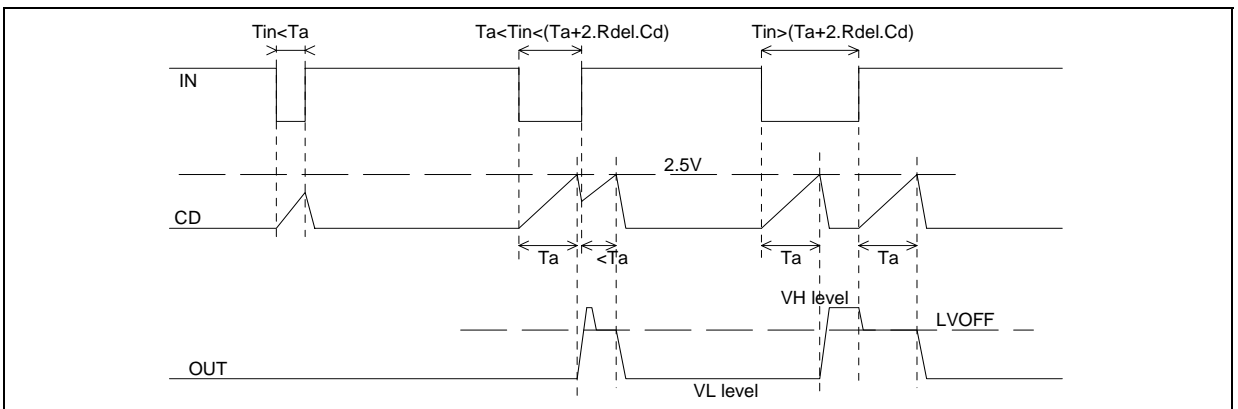 Tin<Ta
Ta<Tin<(Ta+2.Rdel.Cd)
Tin>(Ta+2.Rdel.Cd)
IN
2.5V
CD
Ta
<Ta
Ta
Ta
VH level
LVOFF
OUT
VL level